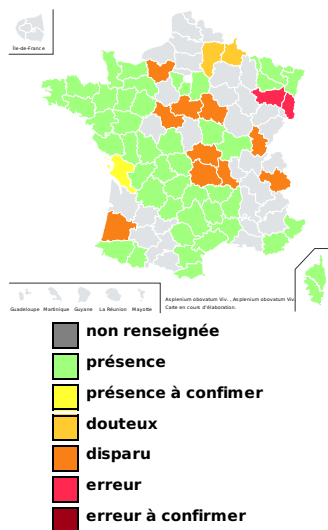 Île-de-France
Guadeloupe Martinique Guyane La Réunion Mayotte
Asplenium obovatum Viv. , Asplenium obovatum Viv.
Carte en cours d'élaboration.
non renseignée
présence
présence à confimer
douteux
disparu
erreur
erreur à confirmer